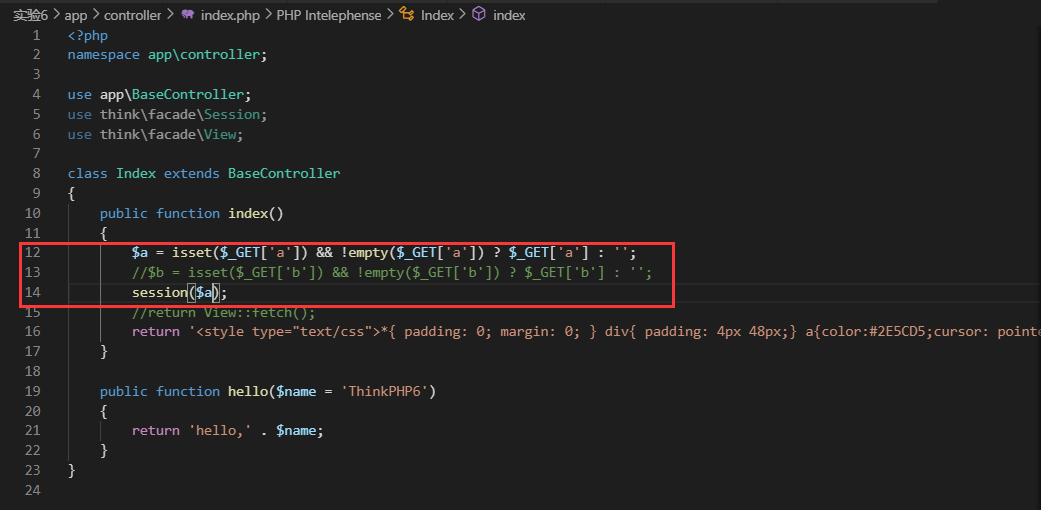 实验6 > app > controller > index.php > PHP Intelephense > Index > index
1 <?php
2 namespace app\controller;
3
4 use app\BaseController;
5 use think\facade\Session;
6 use think\facade\View;
7
8 class Index extends BaseController
9 {
10 public function index()
11 {
12 $a = isset($_GET['a']) && !empty($_GET['a']) ? $_GET['a'] : '';
13 //$b = isset($_GET['b']) && !empty($_GET['b']) ? $_GET['b'] : '';
14 session($a);
15 //return View::fetch();
16 return '<style type="text/css">*{ padding: 0; margin: 0; } div{ padding: 4px 48px;} a{color:#2E5CD5;cursor: pointe
17 }
18
19 public function hello($name = 'ThinkPHP6')
20 {
21 return 'hello,' . $name;
22 }
23 }
24